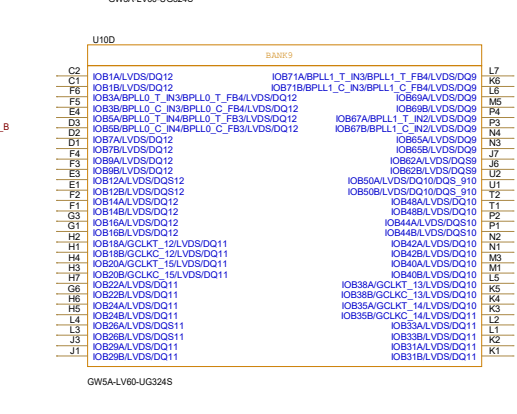 GW5A-LV60-UG324S
U10D
BANK9
_B
C2 IOB1A/LVDS/DQ12 IOB71A/BPLL1_T_IN3/BPLL1_T_FB4/LVDS/DQ9 L7
C1 IOB1B/LVDS/DQ12 IOB71B/BPLL1_C_IN3/BPLL1_C_FB4/LVDS/DQ9 K6
F6 IOB3A/BPLL0_T_IN3/BPLL0_T_FB4/LVDS/DQ12 IOB69A/LVDS/DQ9 L6
F5 IOB3B/BPLL0_C_IN3/BPLL0_C_FB4/LVDS/DQ12 IOB69B/LVDS/DQ9 M5
E4 IOB5A/BPLL0_T_IN4/BPLL0_T_FB3/LVDS/DQ12 IOB67A/BPLL1_T_IN2/LVDS/DQ9 P4
D3 IOB5B/BPLL0_C_IN4/BPLL0_C_FB3/LVDS/DQ12 IOB67B/BPLL1_C_IN2/LVDS/DQ9 P3
D2 IOB7A/LVDS/DQ12 IOB65A/LVDS/DQ9 N4
D1 IOB7B/LVDS/DQ12 IOB65B/LVDS/DQ9 N3
F4 IOB9A/LVDS/DQ12 IOB62A/LVDS/DQS9 J7
F3 IOB9B/LVDS/DQ12 IOB62B/LVDS/DQS9 J6
E3 IOB12A/LVDS/DQS12 IOB50A/LVDS/DQ10/DQS_910 U2
E1 IOB12B/LVDS/DQS12 IOB50B/LVDS/DQ10/DQS_910 U1
F2 IOB14A/LVDS/DQ12 IOB48A/LVDS/DQ10 T2
F1 IOB14B/LVDS/DQ12 IOB48B/LVDS/DQ10 T1
G3 IOB16A/LVDS/DQ12 IOB44A/LVDS/DQS10 P2
G1 IOB16B/LVDS/DQ12 IOB44B/LVDS/DQS10 P1
H2 IOB18A/GCLKT_12/LVDS/DQ11 IOB42A/LVDS/DQ10 N2
H1 IOB18B/GCLKC_12/LVDS/DQ11 IOB42B/LVDS/DQ10 N1
H4 IOB20A/GCLKT_15/LVDS/DQ11 IOB40A/LVDS/DQ10 M3
H3 IOB20B/GCLKC_15/LVDS/DQ11 IOB40B/LVDS/DQ10 M1
H7 IOB22A/LVDS/DQ11 IOB38A/GCLKT_13/LVDS/DQ10 L5
G6 IOB22B/LVDS/DQ11 IOB38B/GCLKC_13/LVDS/DQ10 K5
H6 IOB24A/LVDS/DQ11 IOB35A/GCLKT_14/LVDS/DQ11 K4
H5 IOB24B/LVDS/DQ11 IOB35B/GCLKC_14/LVDS/DQ11 K3
L4 IOB26A/LVDS/DQS11 IOB33A/LVDS/DQ11 L2
L3 IOB26B/LVDS/DQS11 IOB33B/LVDS/DQ11 L1
J3 IOB29A/LVDS/DQ11 IOB31A/LVDS/DQ11 K2
J1 IOB29B/LVDS/DQ11 IOB31B/LVDS/DQ11 K1
GW5A-LV60-UG324S